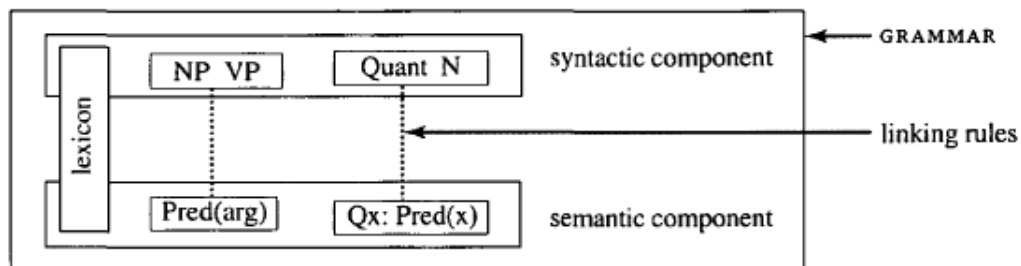 GRAMMAR
NP VP
Quant N
syntactic component
lexicon
linking rules
Pred(arg)
Qx: Pred(x)
semantic component